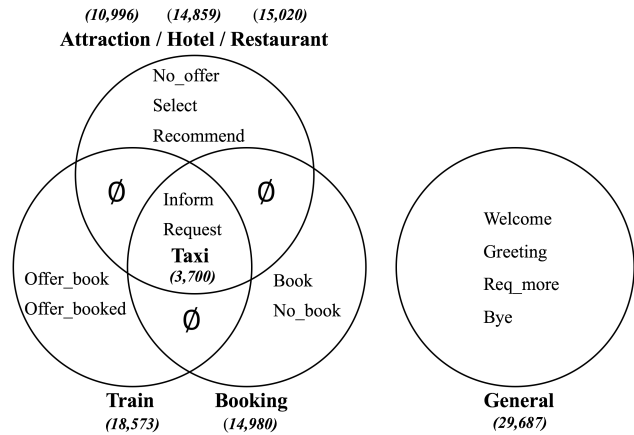 (10,996) (14,859) (15,020)
Attraction / Hotel / Restaurant
No_offer
Select
Recommend
Ø Ø
Inform
Request
Taxi
(3,700)
Offer_book
Offer_booked
Book
No_book
Ø
Welcome
Greeting
Req_more
Bye
Train Booking General
(18,573) (14,980) (29,687)